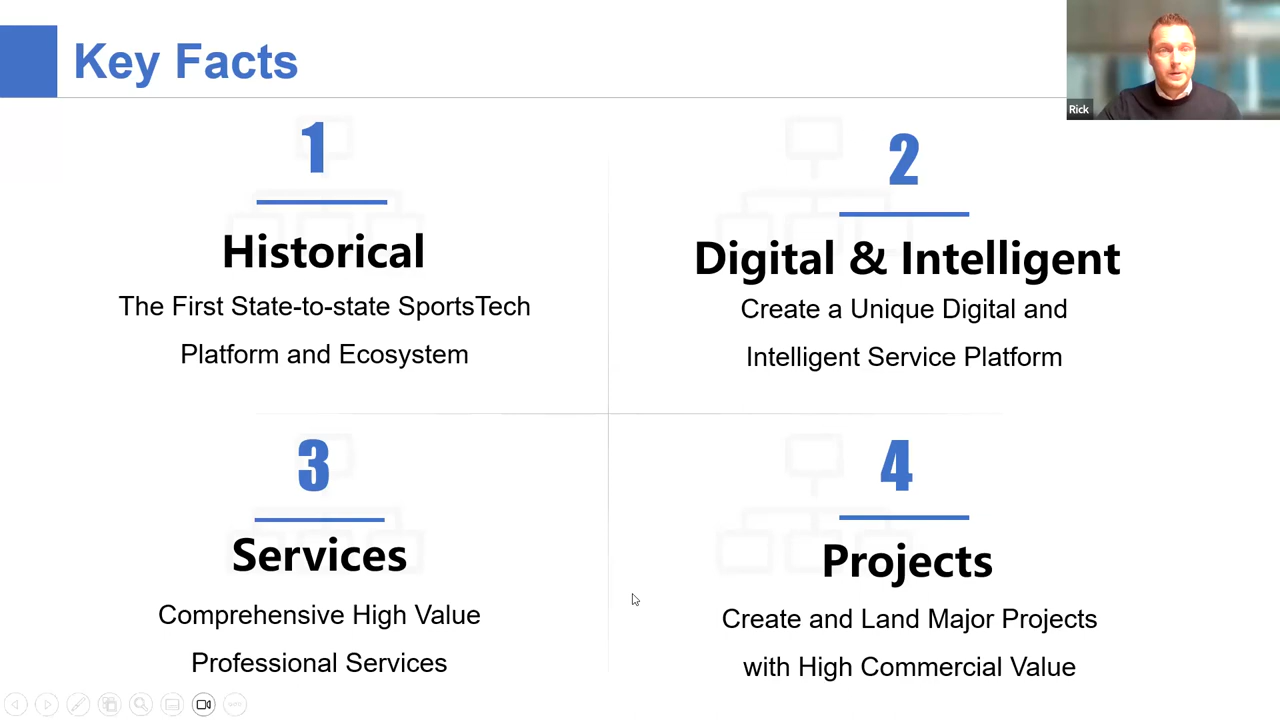 Key Facts
Rick
1
Historical
The First State-to-state SportsTech
Platform and Ecosystem
2
Digital & Intelligent
Create a Unique Digital and
Intelligent Service Platform
3
Services
Comprehensive High Value
Professional Services
4
Projects
Create and Land Major Projects
with High Commercial Value